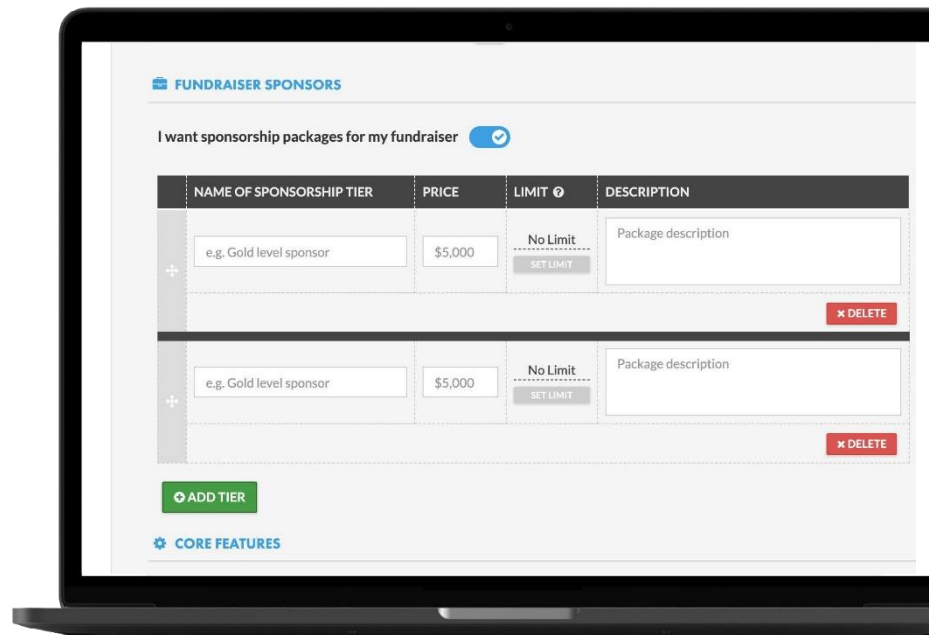 FUNDRAISER SPONSORS
I want sponsorship packages for my fundraiser
NAME OF SPONSORSHIP TIER PRICE LIMIT DESCRIPTION
e.g. Gold level sponsor $5,000 No Limit Package description
SET LIMIT
DELETE
e.g. Gold level sponsor $5,000 No Limit Package description
SET LIMIT
DELETE
ADD TIER
CORE FEATURES